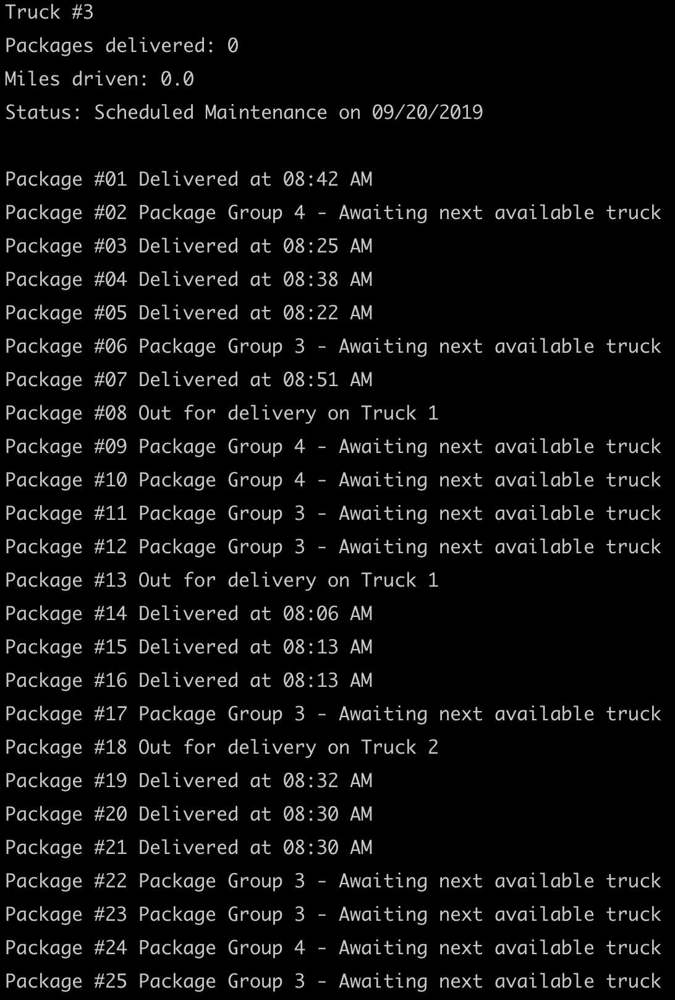 Truck #3
Packages delivered: 0
Miles driven: 0.0
Status: Scheduled Maintenance on 09/20/2019
Package #01 Delivered at 08:42 AM
Package #02 Package Group 4 - Awaiting next available truck
Package #03 Delivered at 08:25 AM
Package #04 Delivered at 08:38 AM
Package #05 Delivered at 08:22 AM
Package #06 Package Group 3 - Awaiting next available truck
Package #07 Delivered at 08:51 AM
Package #08 Out for delivery on Truck 1
Package #09 Package Group 4 - Awaiting next available truck
Package #10 Package Group 4 - Awaiting next available truck
Package #11 Package Group 3 - Awaiting next available truck
Package #12 Package Group 3 - Awaiting next available truck
Package #13 Out for delivery on Truck 1
Package #14 Delivered at 08:06 AM
Package #15 Delivered at 08:13 AM
Package #16 Delivered at 08:13 AM
Package #17 Package Group 3 - Awaiting next available truck
Package #18 Out for delivery on Truck 2
Package #19 Delivered at 08:32 AM
Package #20 Delivered at 08:30 AM
Package #21 Delivered at 08:30 AM
Package #22 Package Group 3 - Awaiting next available truck
Package #23 Package Group 3 - Awaiting next available truck
Package #24 Package Group 4 - Awaiting next available truck
Package #25 Package Group 3 - Awaiting next available truck